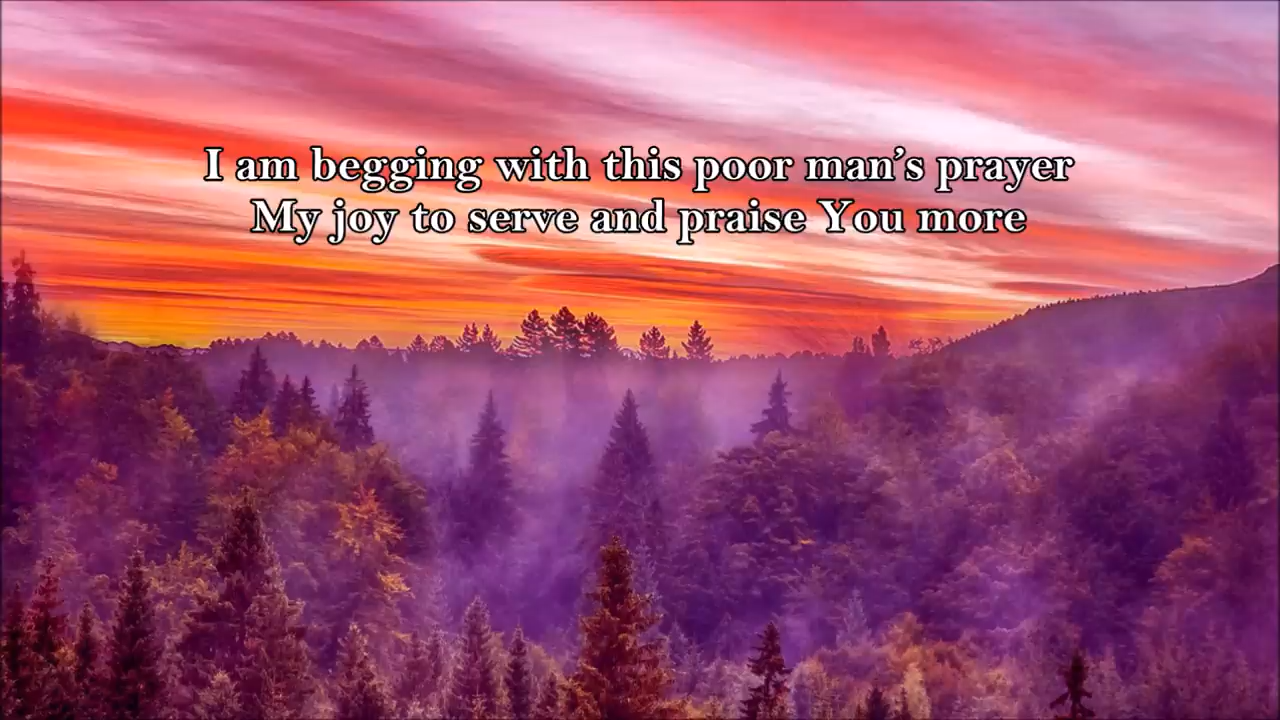 I am begging with this poor man’s prayer
My joy to serve and praise You more